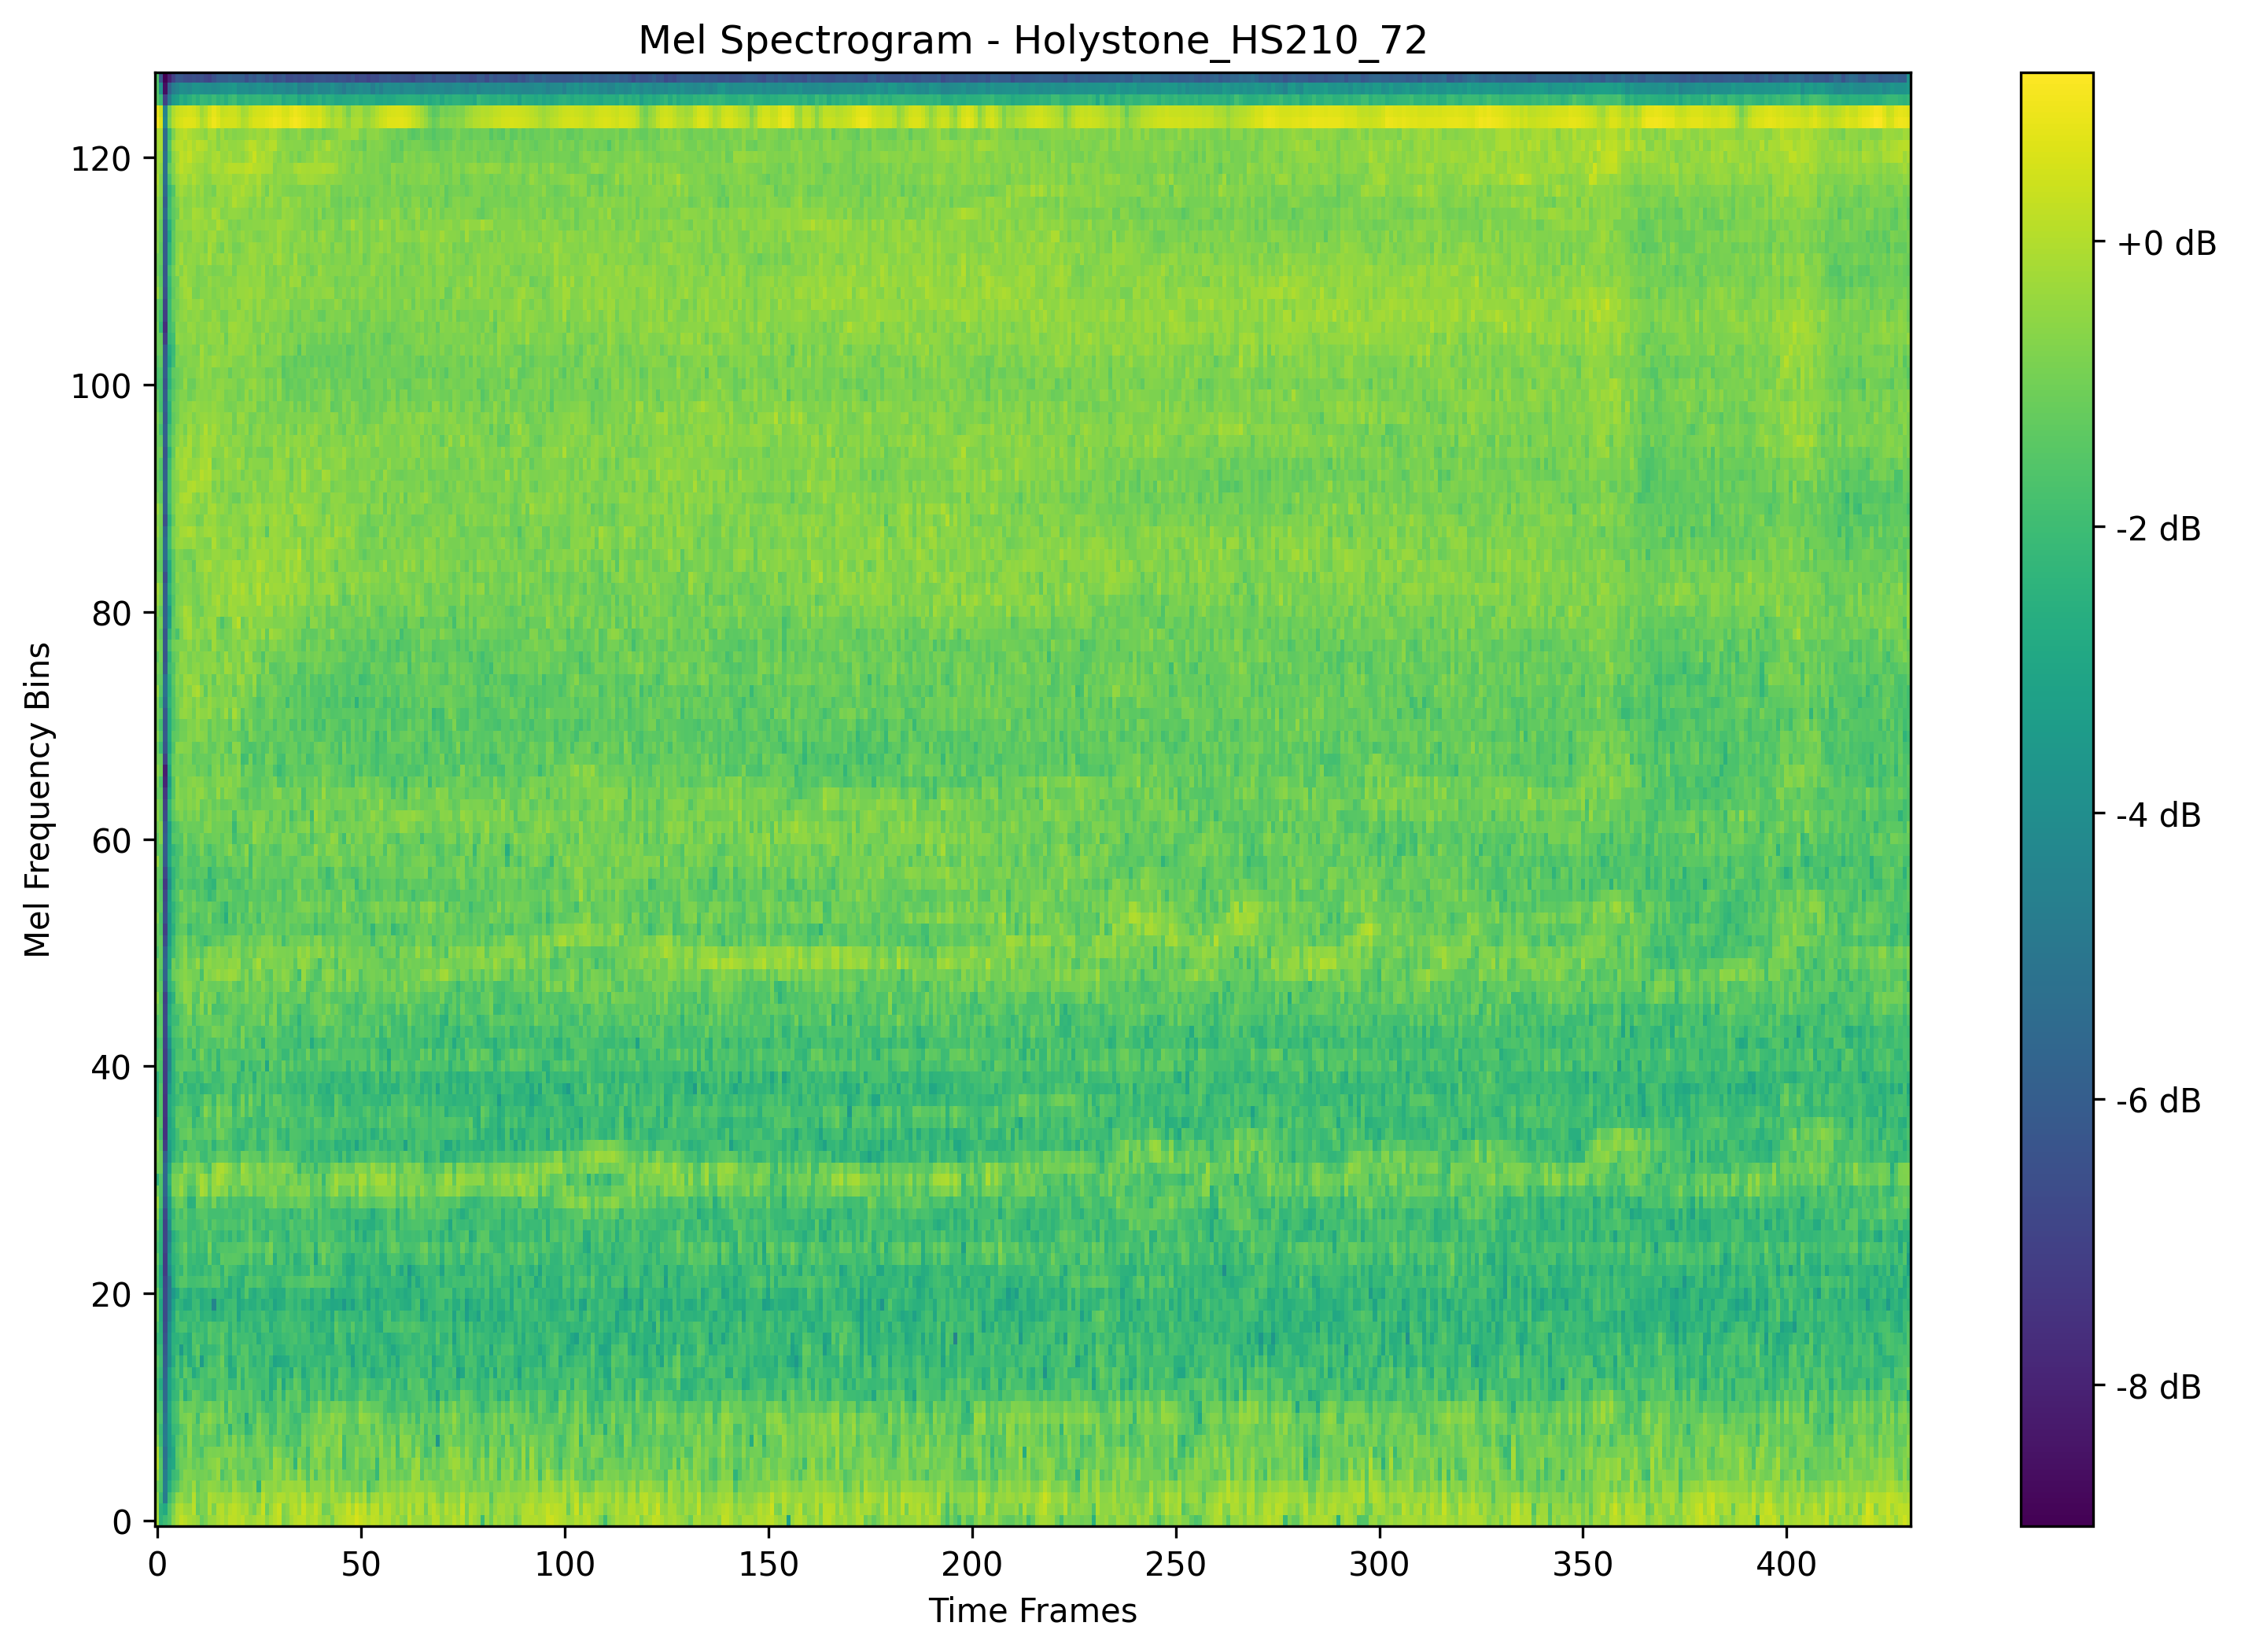 Mel Spectrogram - Holystone_HS210_72
Mel Frequency Bins
120
100
80
60
40
20
0
0 50 100 150 200 250 300 350 400
Time Frames
+0 dB
-2 dB
-4 dB
-6 dB
-8 dB